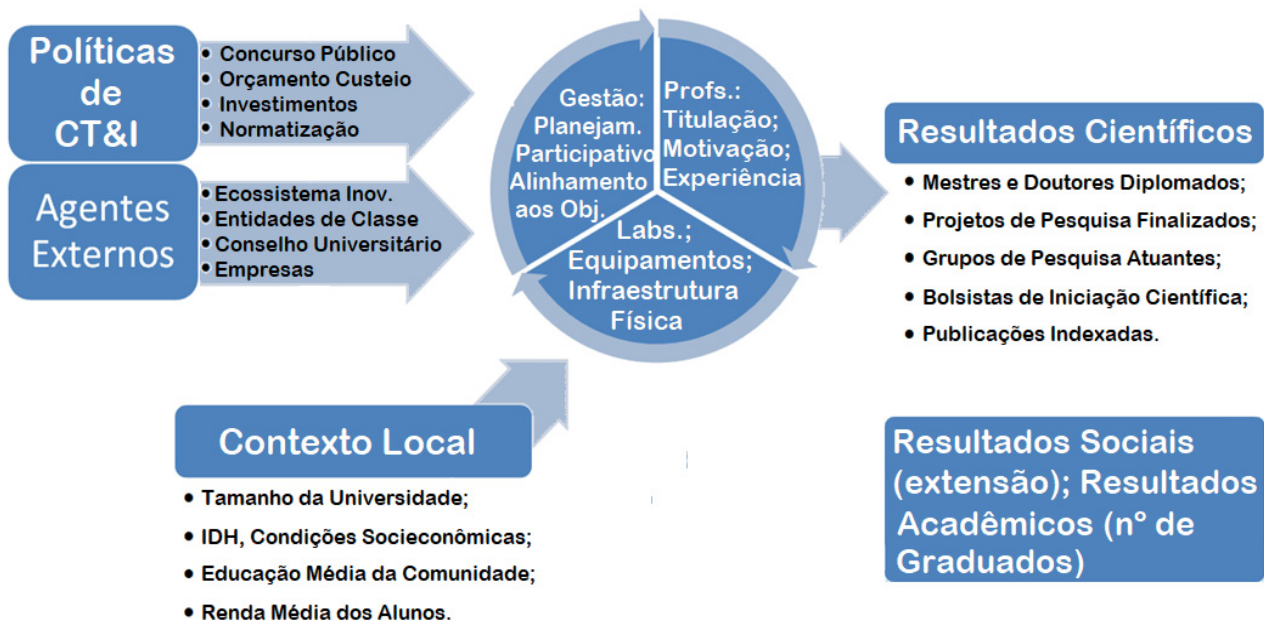 Políticas
de
CT&I
• Concurso Público
• Orçamento Custeio
• Investimentos
• Normatização
Agentes
Externos
• Ecossistema Inov.
• Entidades de Classe
• Conselho Universitário
• Empresas
Gestão:
Planejam.
Participativo
Alinhamento
aos Obj.
Profs.:
Titulação;
Motivação;
Experiência
Labs.;
Equipamentos;
Infraestrutura
Física
Resultados Científicos
• Mestres e Doutores Diplomados;
• Projetos de Pesquisa Finalizados;
• Grupos de Pesquisa Atuantes;
• Bolsistas de Iniciação Científica;
• Publicações Indexadas.
Contexto Local
• Tamanho da Universidade;
• IDH, Condições Socieconômicas;
• Educação Média da Comunidade;
• Renda Média dos Alunos.
Resultados Sociais
(extensão); Resultados
Acadêmicos (nº de
Graduados)